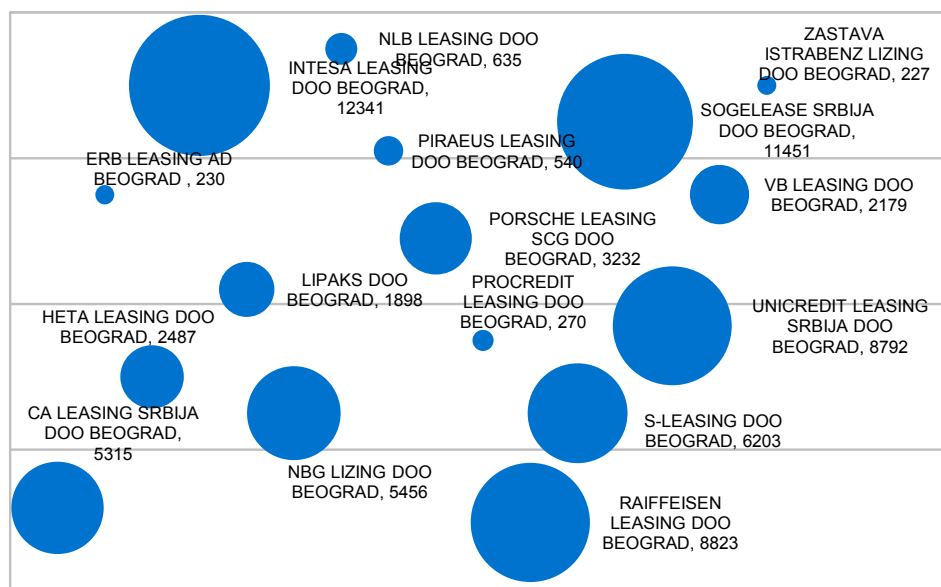 NLB LEASING DOO
BEOGRAD, 635
ZASTAVA
ISTRABENZ LIZING
DOO BEOGRAD, 227
INTESA LEASING
DOO BEOGRAD,
12341
SOGELEASE SRBIJA
DOO BEOGRAD,
11451
PIRAEUS LEASING
DOO BEOGRAD, 540
ERB LEASING AD
BEOGRAD , 230
VB LEASING DOO
BEOGRAD, 2179
PORSCHE LEASING
SCG DOO
BEOGRAD, 3232
LIPAKS DOO
BEOGRAD, 1898
PROCREDIT
LEASING DOO
BEOGRAD, 270
UNICREDIT LEASING
SRBIJA DOO
BEOGRAD, 8792
HETA LEASING DOO
BEOGRAD, 2487
CA LEASING SRBIJA
DOO BEOGRAD,
5315
S-LEASING DOO
BEOGRAD, 6203
NBG LIZING DOO
BEOGRAD, 5456
RAIFFEISEN
LEASING DOO
BEOGRAD, 8823